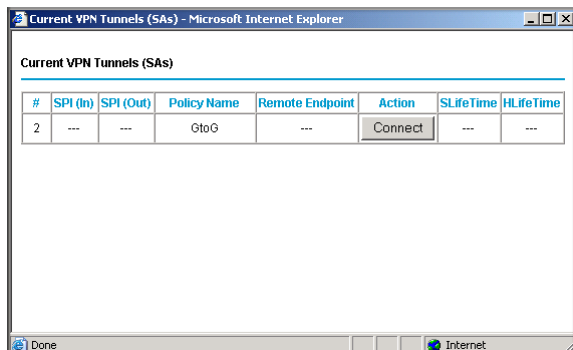 Current VPN Tunnels (SAs) - Microsoft Internet Explorer
Current VPN Tunnels (SAs)
# SPI (In) SPI (Out) Policy Name Remote Endpoint Action SLifeTime HLifeTime
2 --- --- GtoG --- Connect --- ---
Done Internet